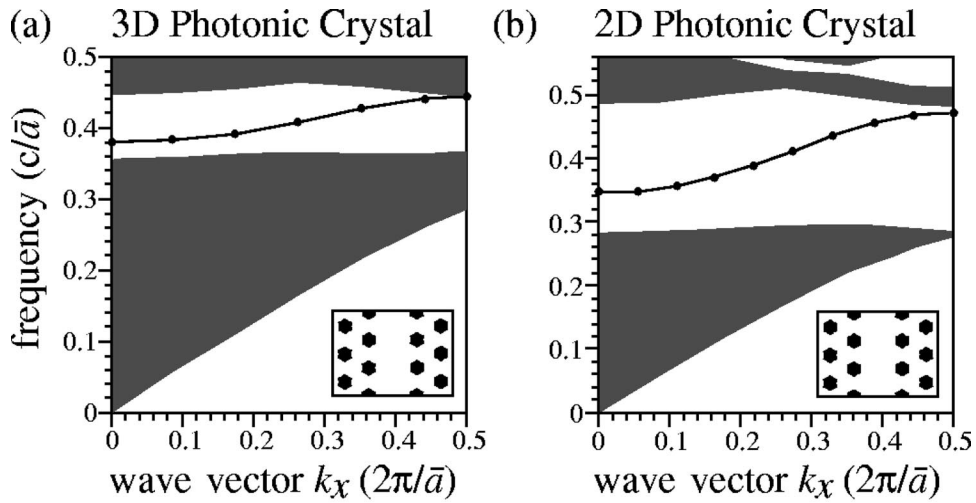 (a) 3D Photonic Crystal
0.5
0.4
0.3
0.2
0.1
0
frequency (c/ā)
0 0.1 0.2 0.3 0.4 0.5
wave vector kx (2π/ā)
(b) 2D Photonic Crystal
0.5
0.4
0.3
0.2
0.1
0
0 0.1 0.2 0.3 0.4 0.5
wave vector kx (2π/ā)